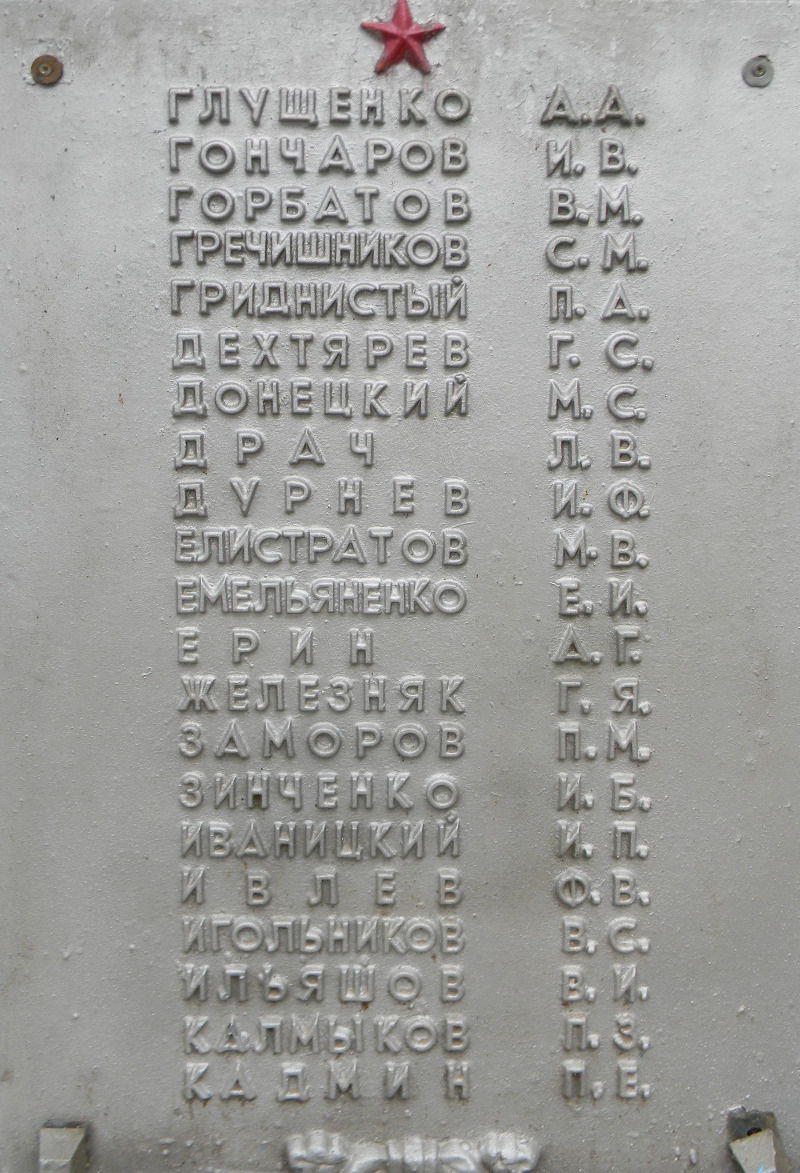 ГЛУЩЕНКО А.А.
ГОНЧАРОВ И.В.
ГОРБАТОВ В.М.
ГРЕЧИШНИКОВ С.М.
ГРИДНИСТЫЙ П.А.
ДЕХТЯРЕВ Г.С.
ДОНЕЦКИЙ М.С.
ДРАЧ Л.В.
ДУРНЕВ И.Ф.
ЕЛИСТРАТОВ М.В.
ЕМЕЛЬЯНЕНКО Е.И.
ЕРИН А.Г.
ЖЕЛЕЗНЯК Г.Я.
ЗАМОРОВ П.М.
ЗИНЧЕНКО И.Б.
ИВАНИЦКИЙ И.П.
ИВЛЕВ Ф.В.
ИГОЛЬНИКОВ В.С.
ИЛЬЯШОВ В.И.
КАЛМЫКОВ П.З.
КАДМИН П.Е.